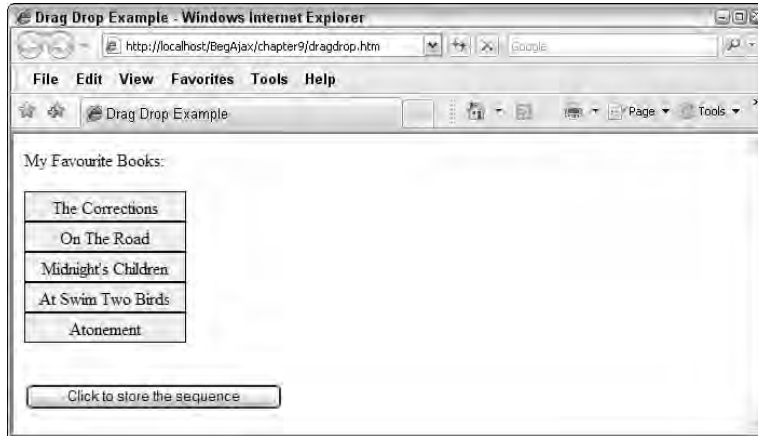 Drag Drop Example - Windows Internet Explorer
http://localhost/BegAjax/chapter9/dragdrop.htm
Google
File Edit View Favorites Tools Help
Drag Drop Example
Page Tools
My Favourite Books:
The Corrections
On The Road
Midnight's Children
At Swim Two Birds
Atonement
Click to store the sequence